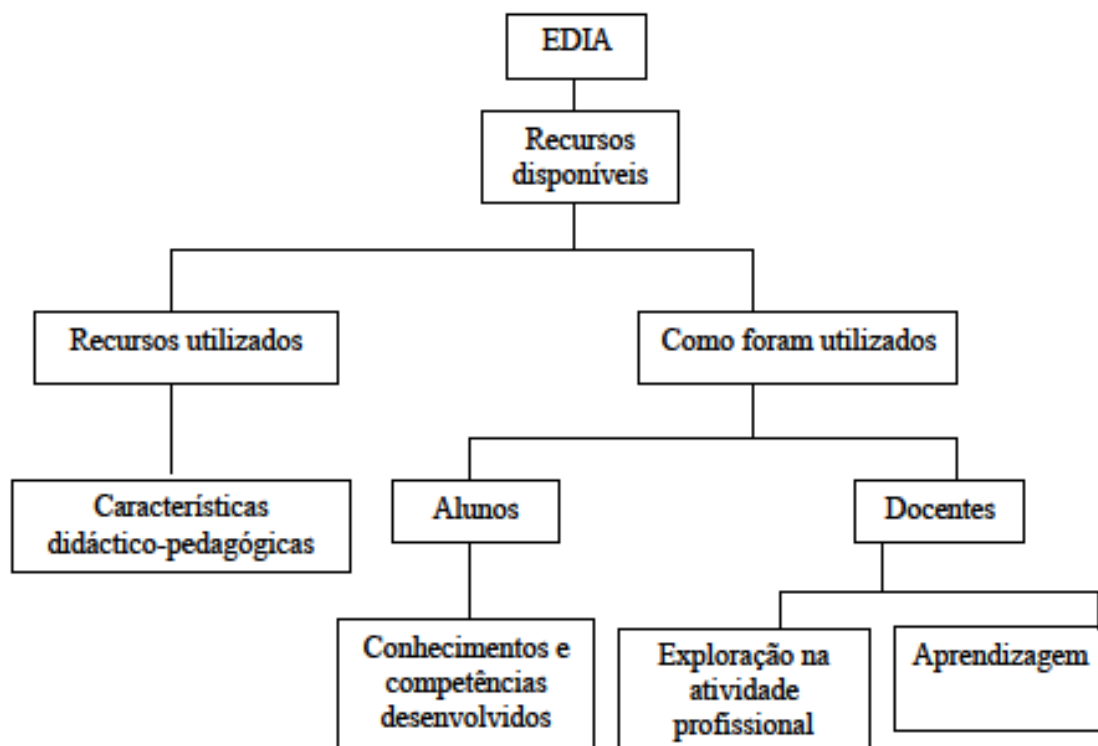 EDIA
Recursos
disponíveis
Recursos utilizados
Como foram utilizados
Característícas
didáctico-pedagógicas
Alunos
Docentes
Conhecimentos e
competências
desenvolvidos
Exploração na
atividade
profissional
Aprendizagem